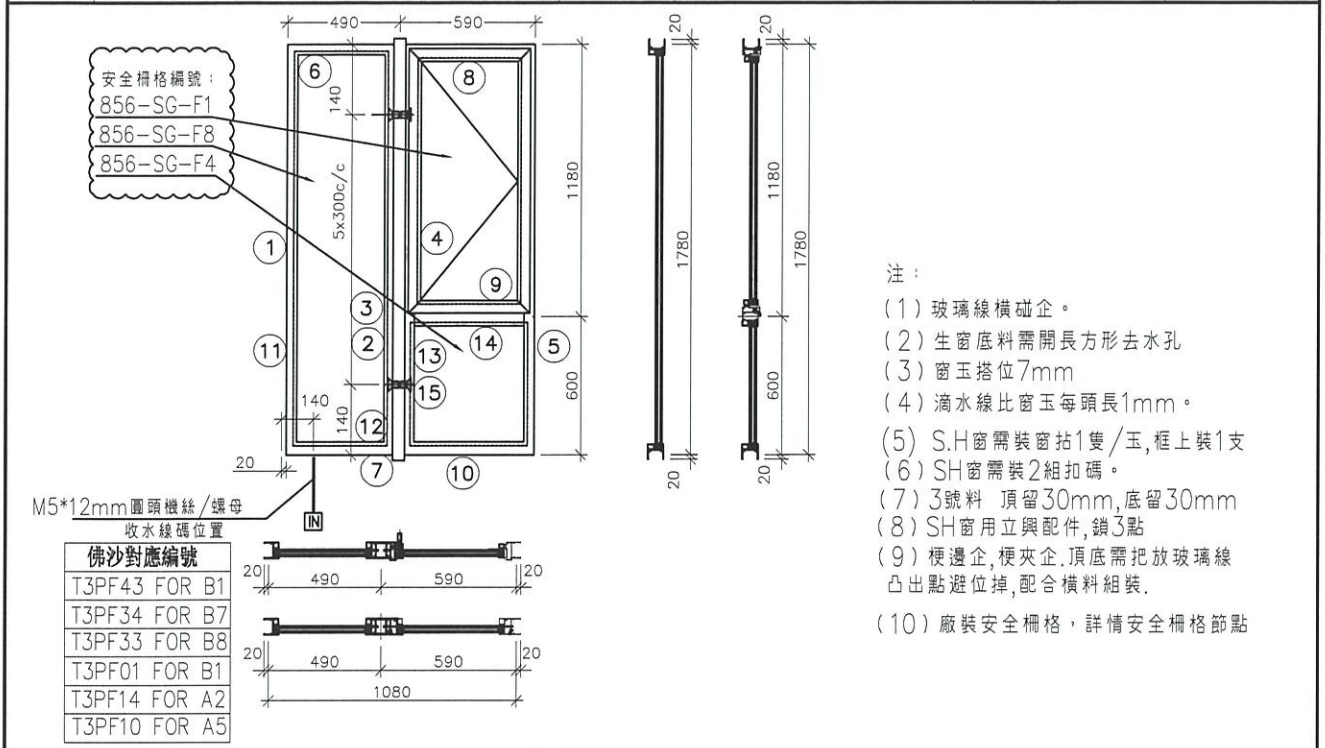 490
590
安全柵格編號：
856-SG-F1
856-SG-F8
856-SG-F4
6
8
140
5x300c/c
1
4
9
3
2
11
13
14
5
15
12
140
140
20
7
10
1180
600
M5*12mm圓頭機絲/螺母
收水線碼位置
IN
20
1780
20
20
1180
600
1780
20
佛沙對應編號
T3PF43 FOR B1
T3PF34 FOR B7
T3PF33 FOR B8
T3PF01 FOR B1
T3PF14 FOR A2
T3PF10 FOR A5
20
490
590
20
20
490
590
20
1080
注：
(1) 玻璃線橫碰企。
(2) 生窗底料需開長方形去水孔
(3) 窗玉搭位7mm
(4) 滴水線比窗玉每頭長1mm。
(5) S.H窗需裝窗拈1隻/玉,框上裝1支
(6) SH窗需裝2組扣碼。
(7) 3號料 頂留30mm,底留30mm
(8) SH窗用立興配件,鎖3點
(9) 梗邊企,梗夾企.頂底需把放玻璃線
凸出點避位掉,配合橫料組裝.
(10) 廠裝安全柵格，詳情安全柵格節點